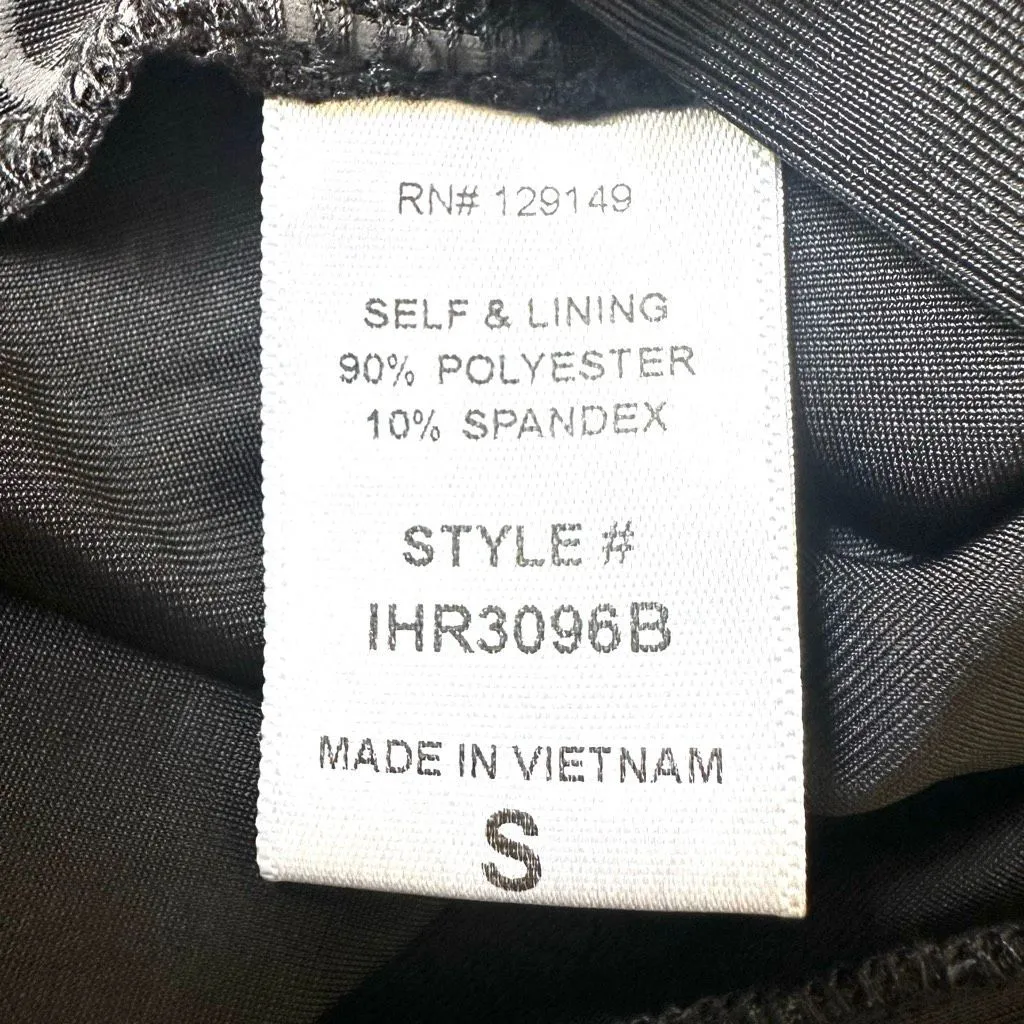 RN# 129149
SELF & LINING
90% POLYESTER
10% SPANDEX
STYLE #
IHR3096B
MADE IN VIETNAM
S